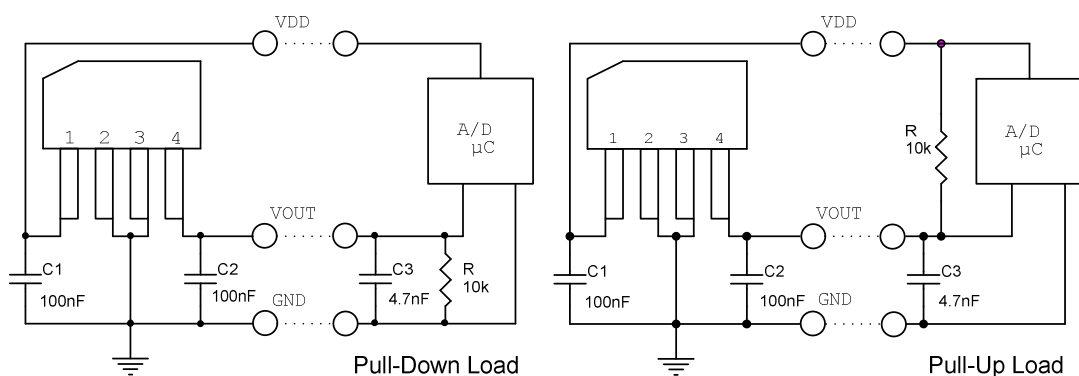 VDD
1 2 3 4
A/D
µC
VOUT
C1
100nF
C2
100nF
C3
4.7nF
R
10k
GND
Pull-Down Load
VDD
1 2 3 4
R
10k
A/D
µC
VOUT
C1
100nF
C2
100nF
C3
4.7nF
GND
Pull-Up Load